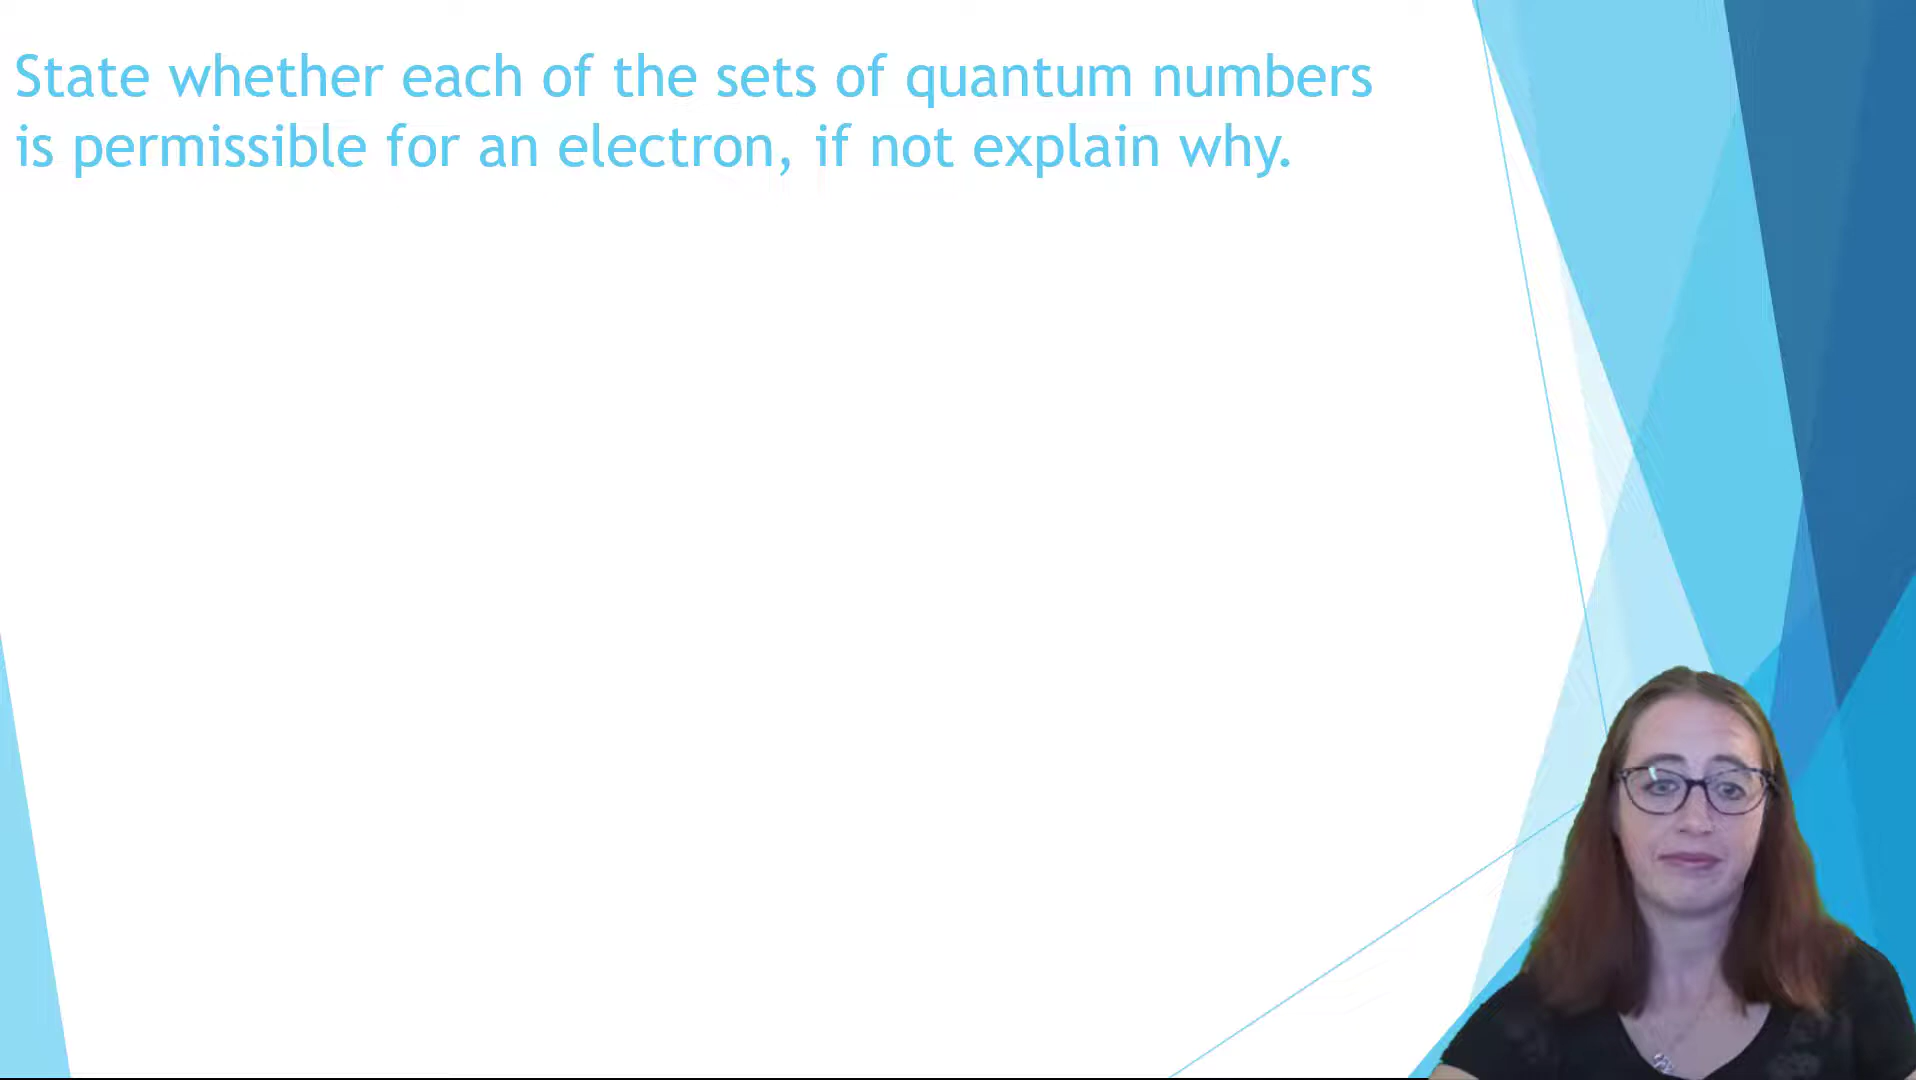 State whether each of the sets of quantum numbers
is permissible for an electron, if not explain why.